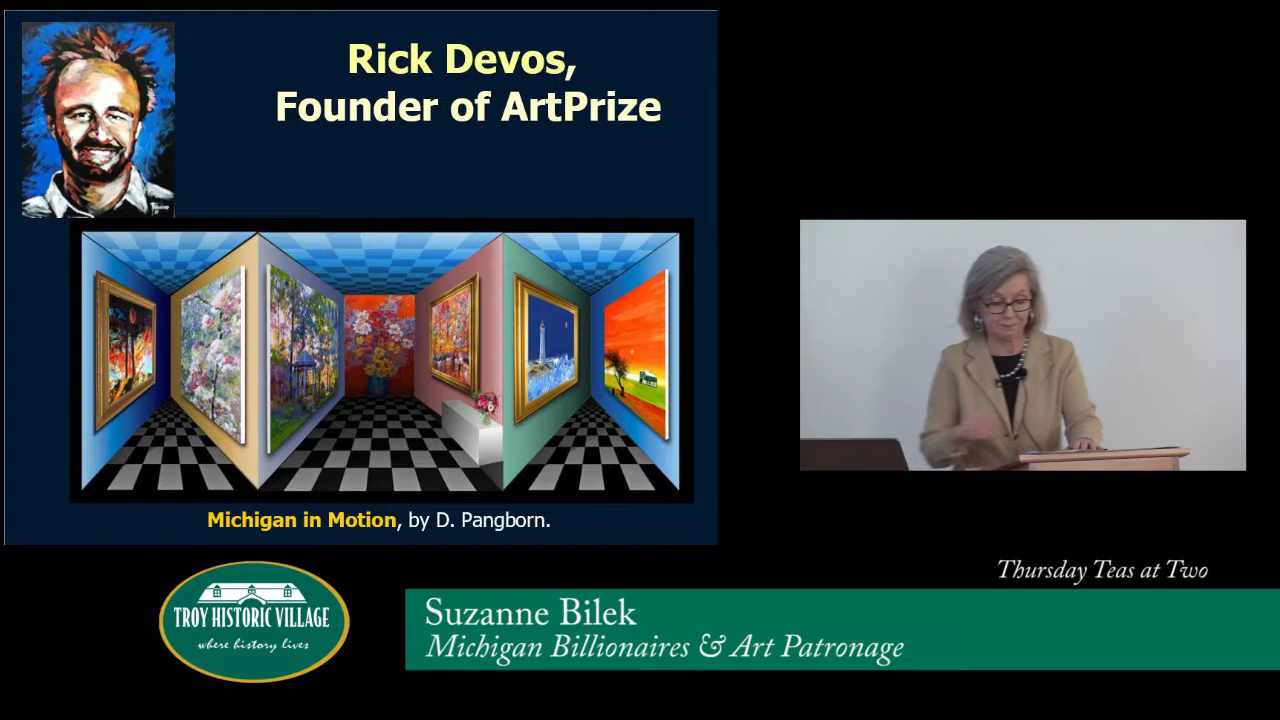 Rick Devos,
Founder of ArtPrize
Michigan in Motion, by D. Pangborn.
Thursday Teas at Two
TROY HISTORIC VILLAGE
where history lives
Suzanne Bilek
Michigan Billionaires & Art Patronage